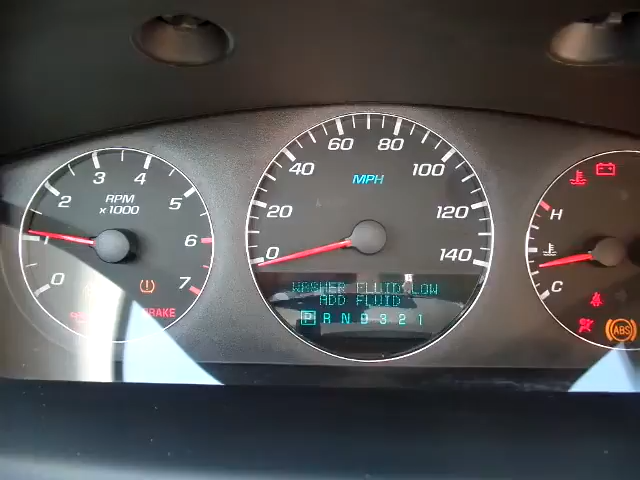 RPM
x1000
0
1
2
3
4
5
6
7
BRAKE
MPH
0
20
40
60
80
100
120
140
WASHER FLUID LOW
ADD FLUID
P R N D 3 2 1
H
C
ABS